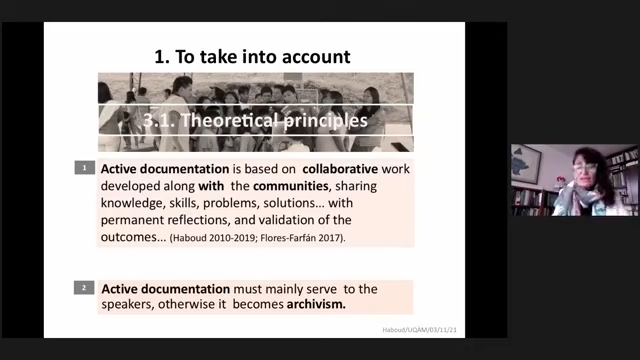 1. To take into account
3.1. Theoretical principles
1
Active documentation is based on collaborative work
developed along with the communities, sharing
knowledge, skills, problems, solutions... with
permanent reflections, and validation of the
outcomes... (Haboud 2010-2019; Flores-Farfán 2017).
2
Active documentation must mainly serve to the
speakers, otherwise it becomes archivism.
Haboud/UQÀM/03/11/21